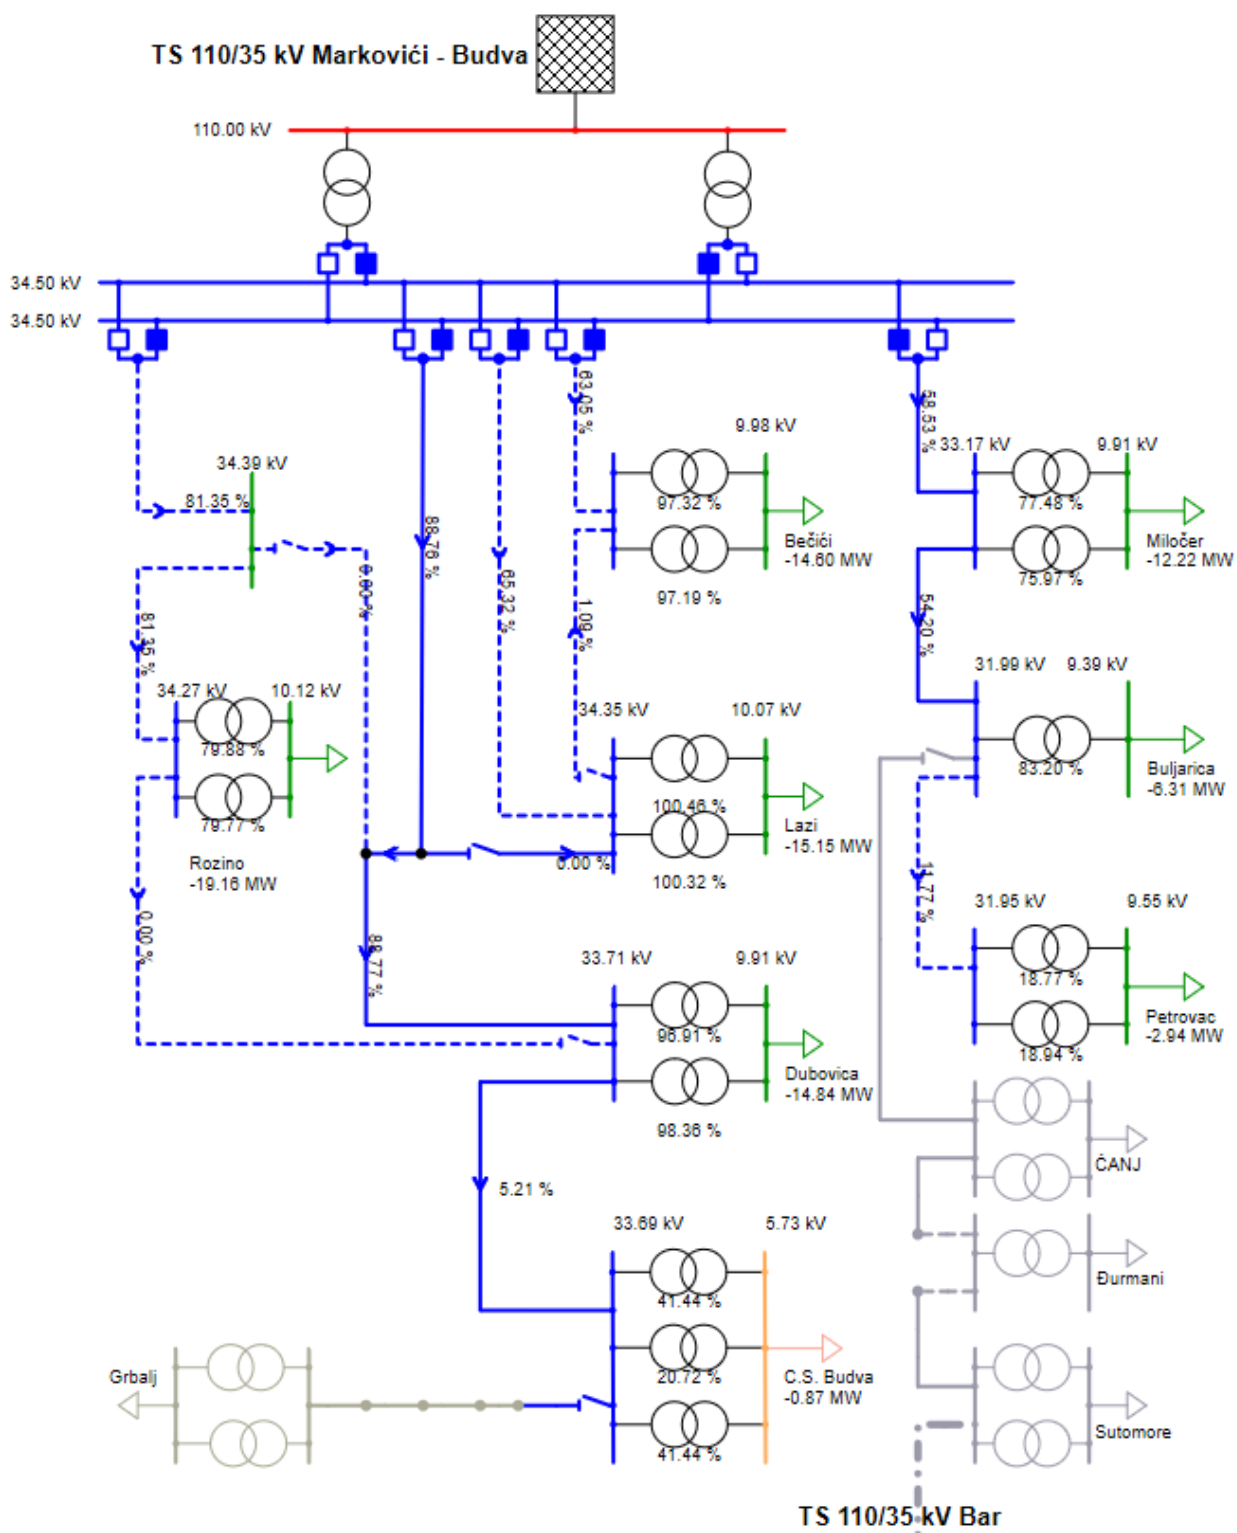 TS 110/35 kV Markovići - Budva
110.00 kV
34.50 kV
34.50 kV
63.05 %
58.53 %
9.98 kV
33.17 kV
9.91 kV
34.39 kV
81.35 %
97.32 %
77.48 %
88.76 %
Bečići
-14.60 MW
Miločer
-12.22 MW
0.00 %
65.32 %
97.19 %
75.97 %
1.09 %
54.20 %
81.35 %
34.27 kV
10.12 kV
31.99 kV
9.39 kV
34.35 kV
10.07 kV
79.88 %
83.20 %
Buljarica
-6.31 MW
79.77 %
100.46 %
Lazi
-15.15 MW
Rozino
-19.16 MW
0.00 %
100.32 %
11.77 %
31.95 kV
9.55 kV
0.00 %
88.77 %
33.71 kV
9.91 kV
18.77 %
Petrovac
-2.94 MW
96.91 %
18.94 %
Dubovica
-14.84 MW
98.36 %
ČANJ
5.21 %
33.69 kV
5.73 kV
Đurmani
41.44 %
Grbalj
20.72 %
C.S. Budva
-0.87 MW
Sutomore
41.44 %
TS 110/35 kV Bar